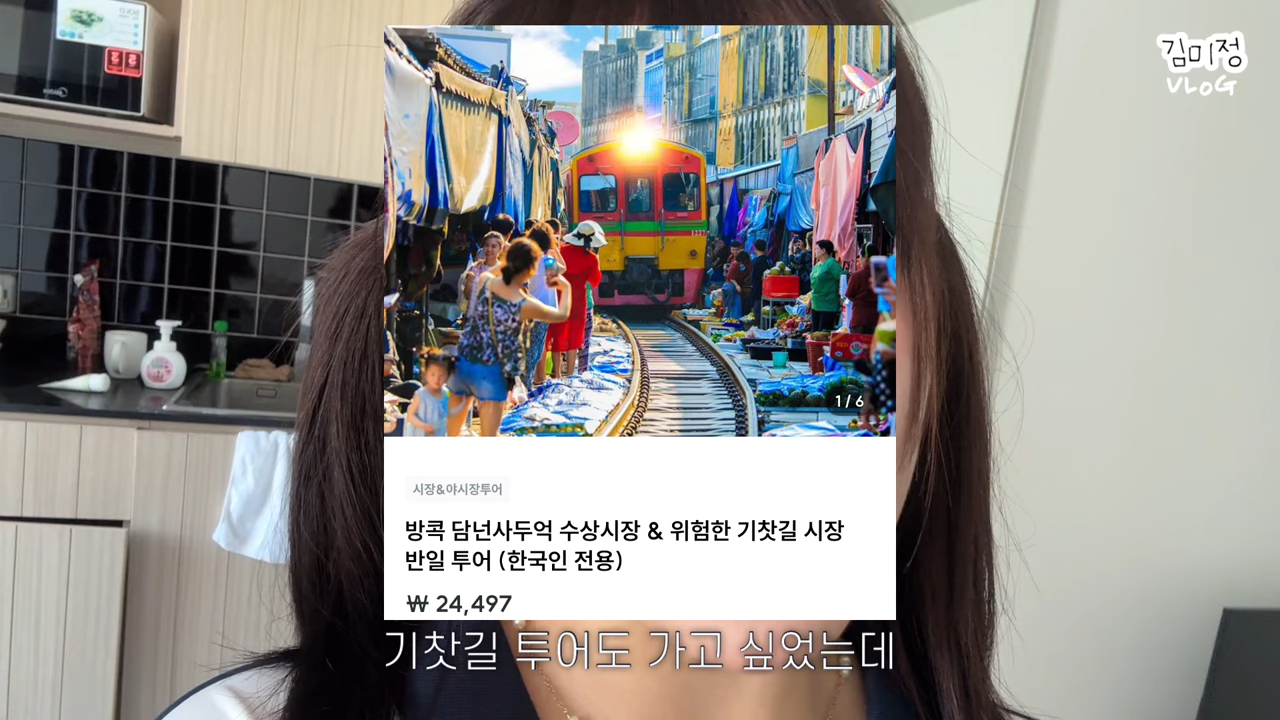 김미정
VLOG
1 / 6
시장&야시장투어
방콕 담넌사두억 수상시장 & 위험한 기찻길 시장
반일 투어 (한국인 전용)
₩ 24,497
기찻길 투어도 가고 싶었는데